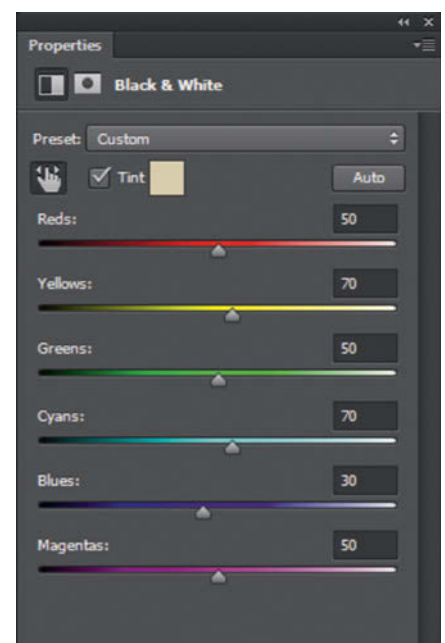 Properties
Black & White
Preset: Custom
Tint Auto
Reds: 50
Yellows: 70
Greens: 50
Cyans: 70
Blues: 30
Magentas: 50